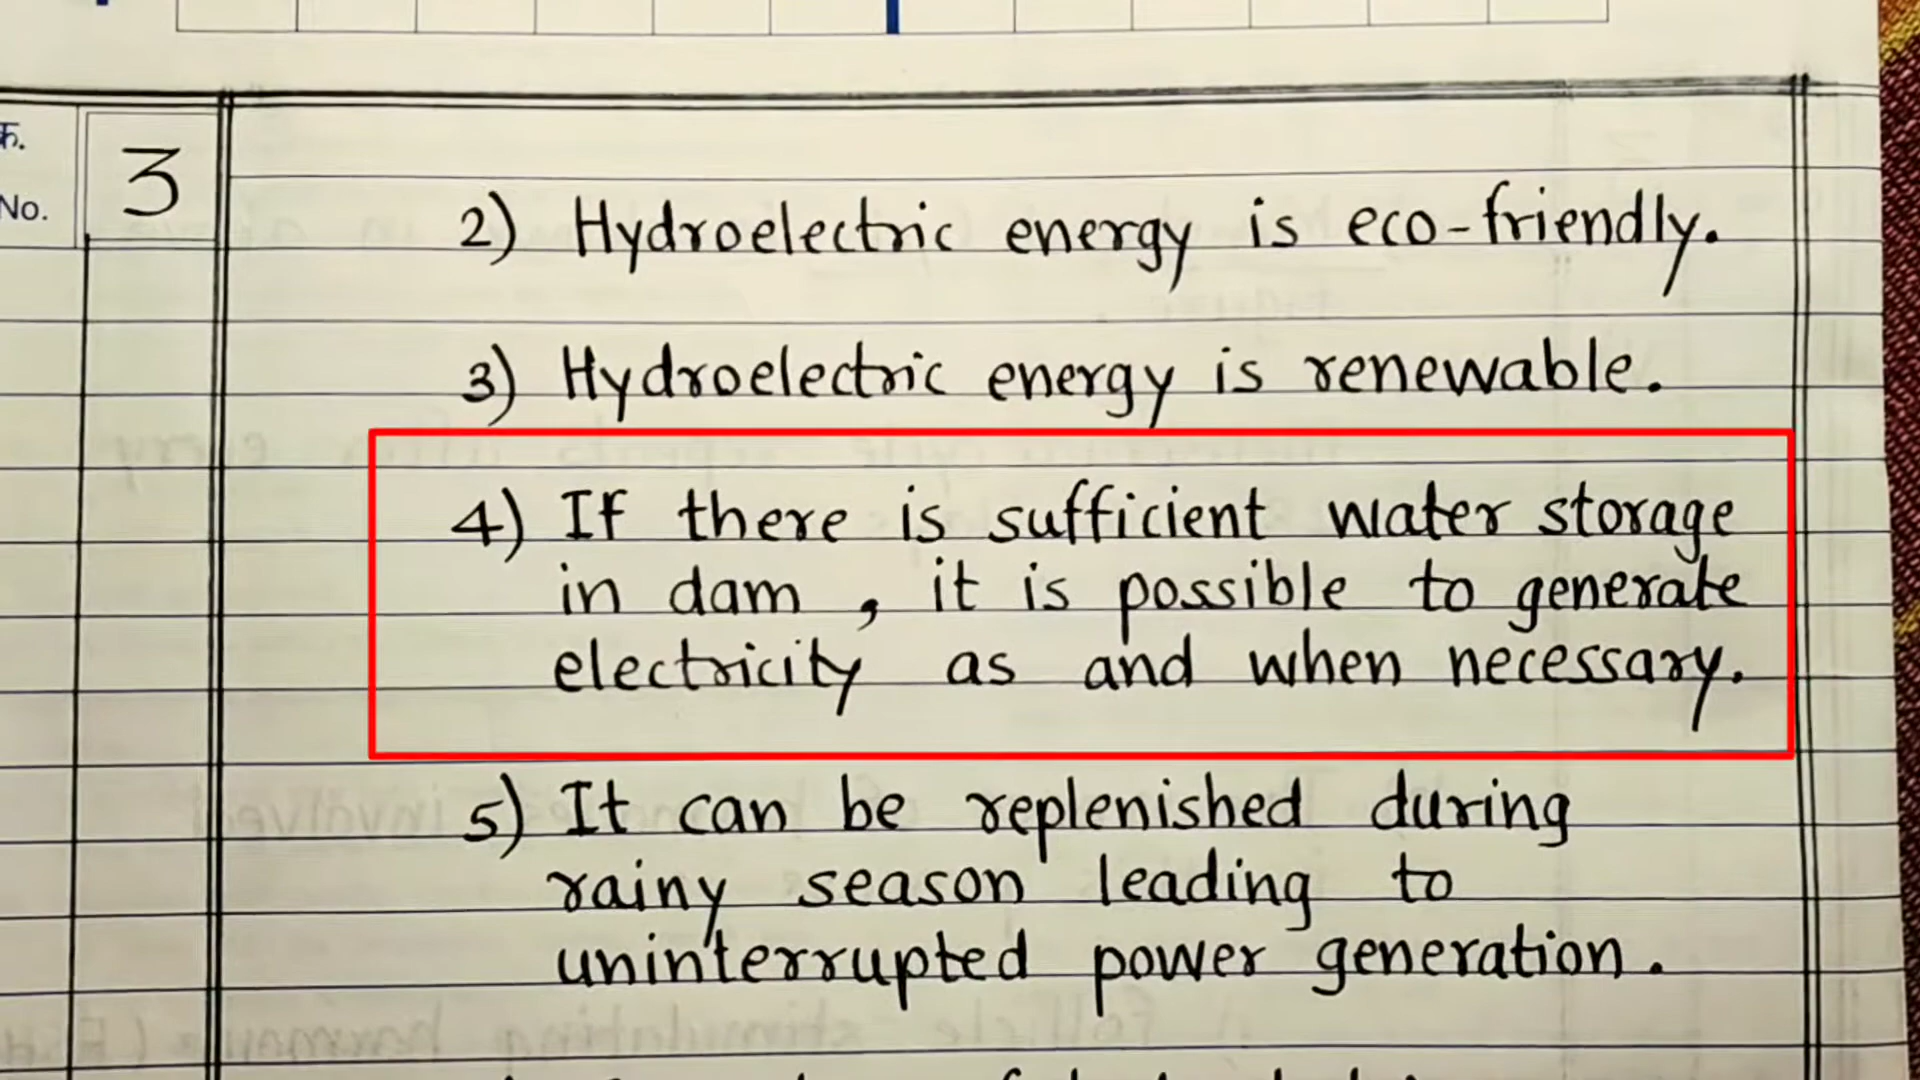 क.
No.
3
2) Hydroelectric energy is eco-friendly.
3) Hydroelectric energy is renewable.
4) If there is sufficient water storage
in dam , it is possible to generate
electricity as and when necessary.
5) It can be replenished during
rainy season leading to
uninterrupted power generation.